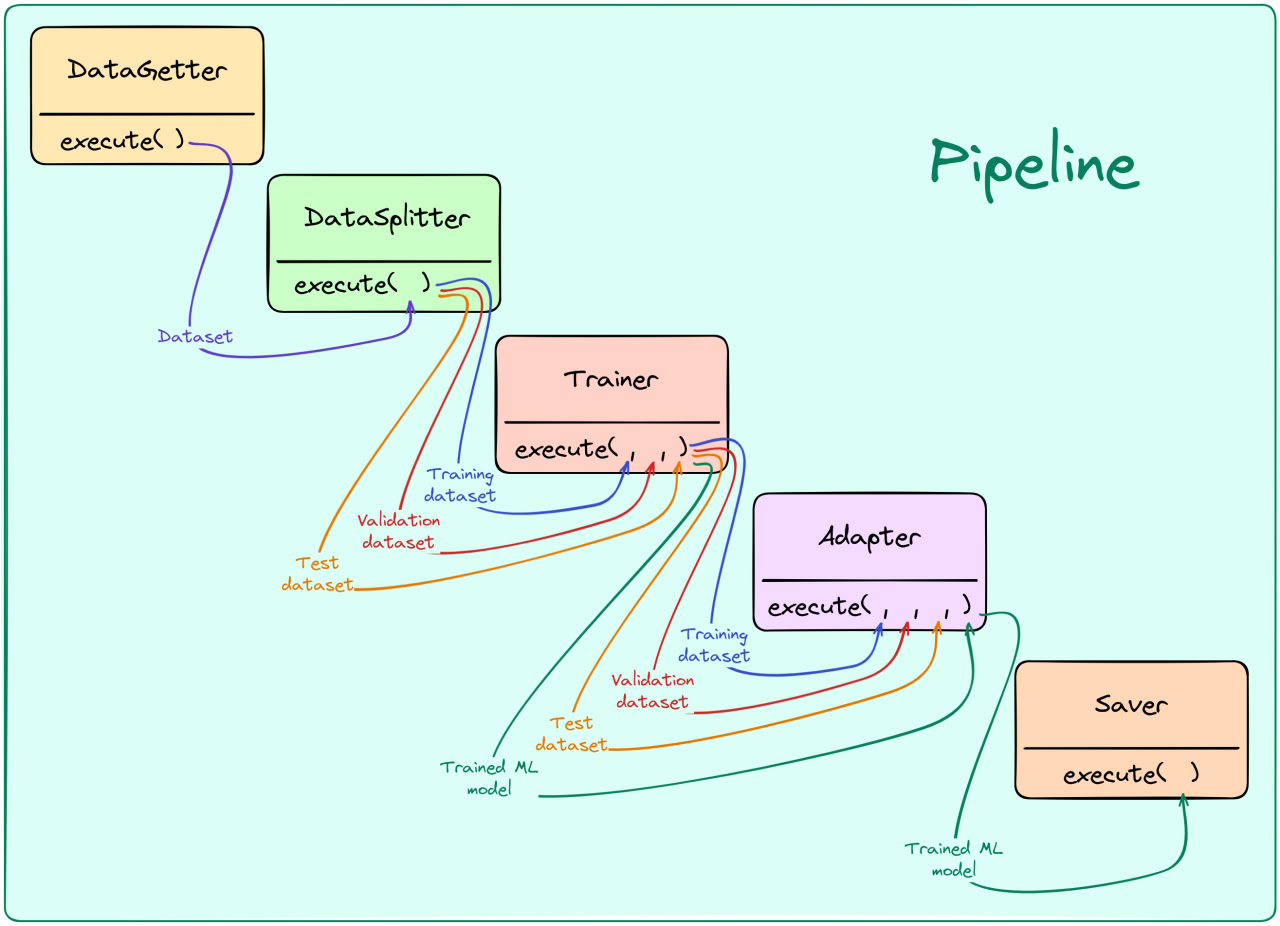 DataGetter
execute( )
Pipeline
DataSplitter
execute( )
Dataset
Trainer
execute( , , )
Training
dataset
Validation
dataset
Test
dataset
Adapter
execute( , , , )
Training
dataset
Validation
dataset
Test
dataset
Trained ML
model
Saver
execute( )
Trained ML
model